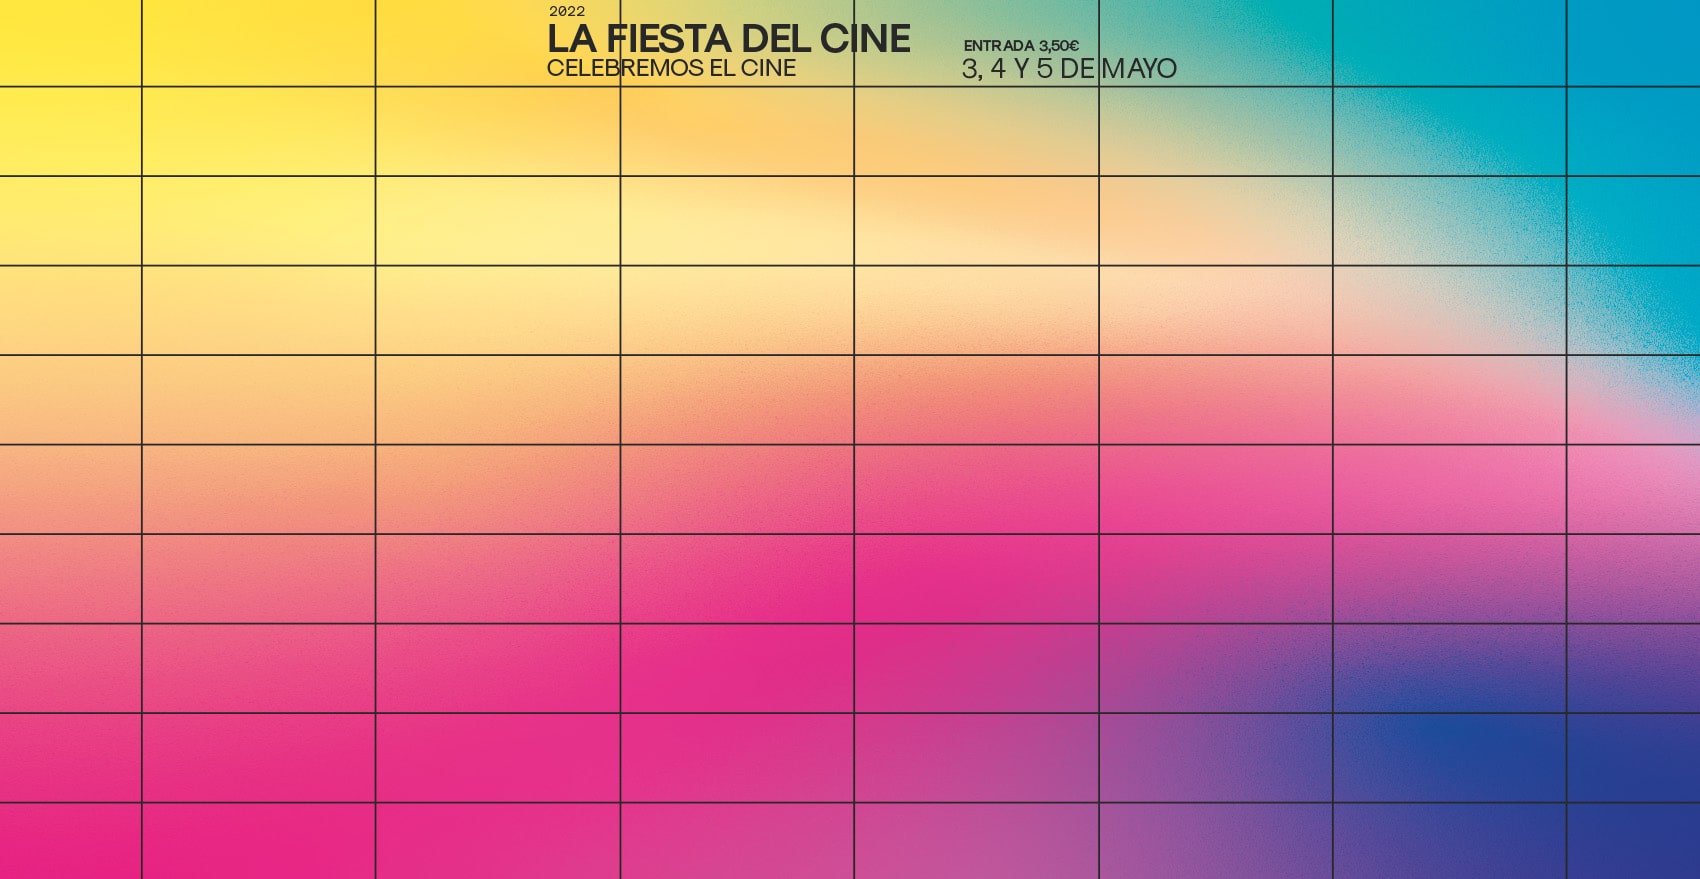 2022
LA FIESTA DEL CINE
CELEBREMOS EL CINE
ENTRADA 3,50€
3, 4 Y 5 DE MAYO